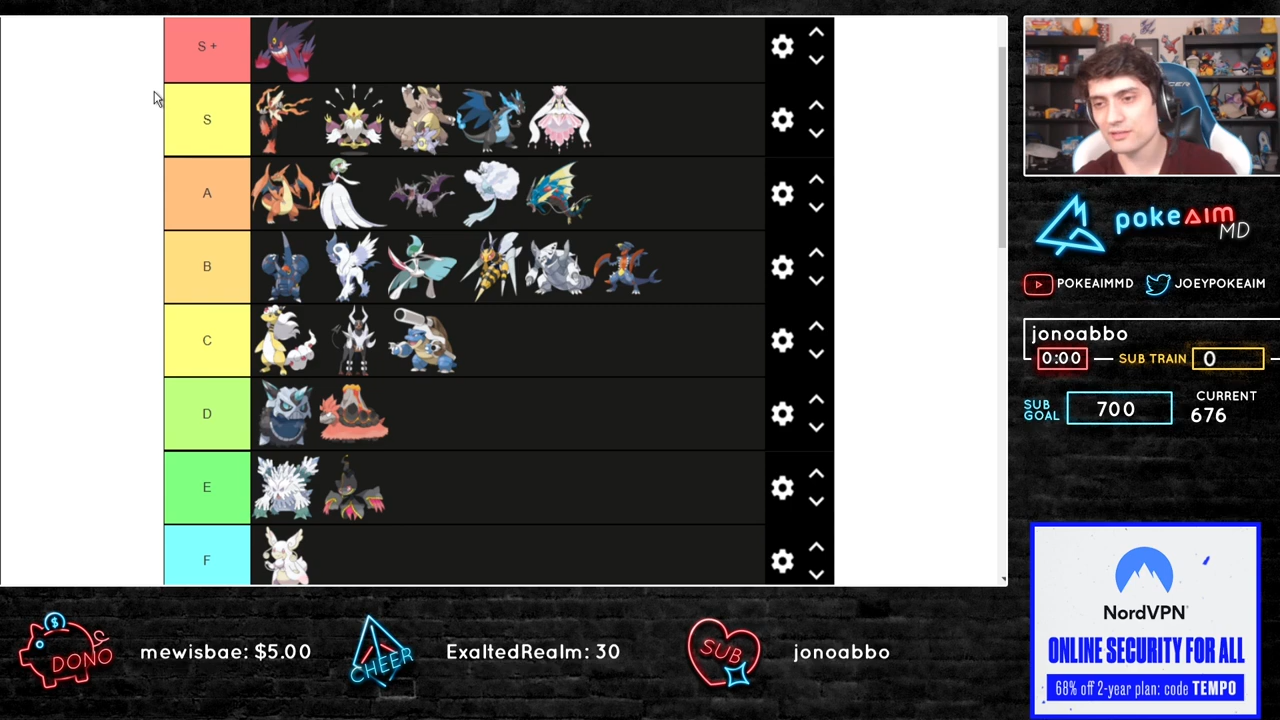 S +
S
A
B
C
D
E
F
pokeAIM
MD
POKEAIMMD
JOEYPOKEAIM
jonoabbo
0:00
SUB TRAIN
0
SUB
GOAL
700
CURRENT
676
NordVPN
ONLINE SECURITY FOR ALL
68% off 2-year plan: code TEMPO
DONO
mewisbae: $5.00
CHEER
ExaltedRealm: 30
SUB
jonoabbo